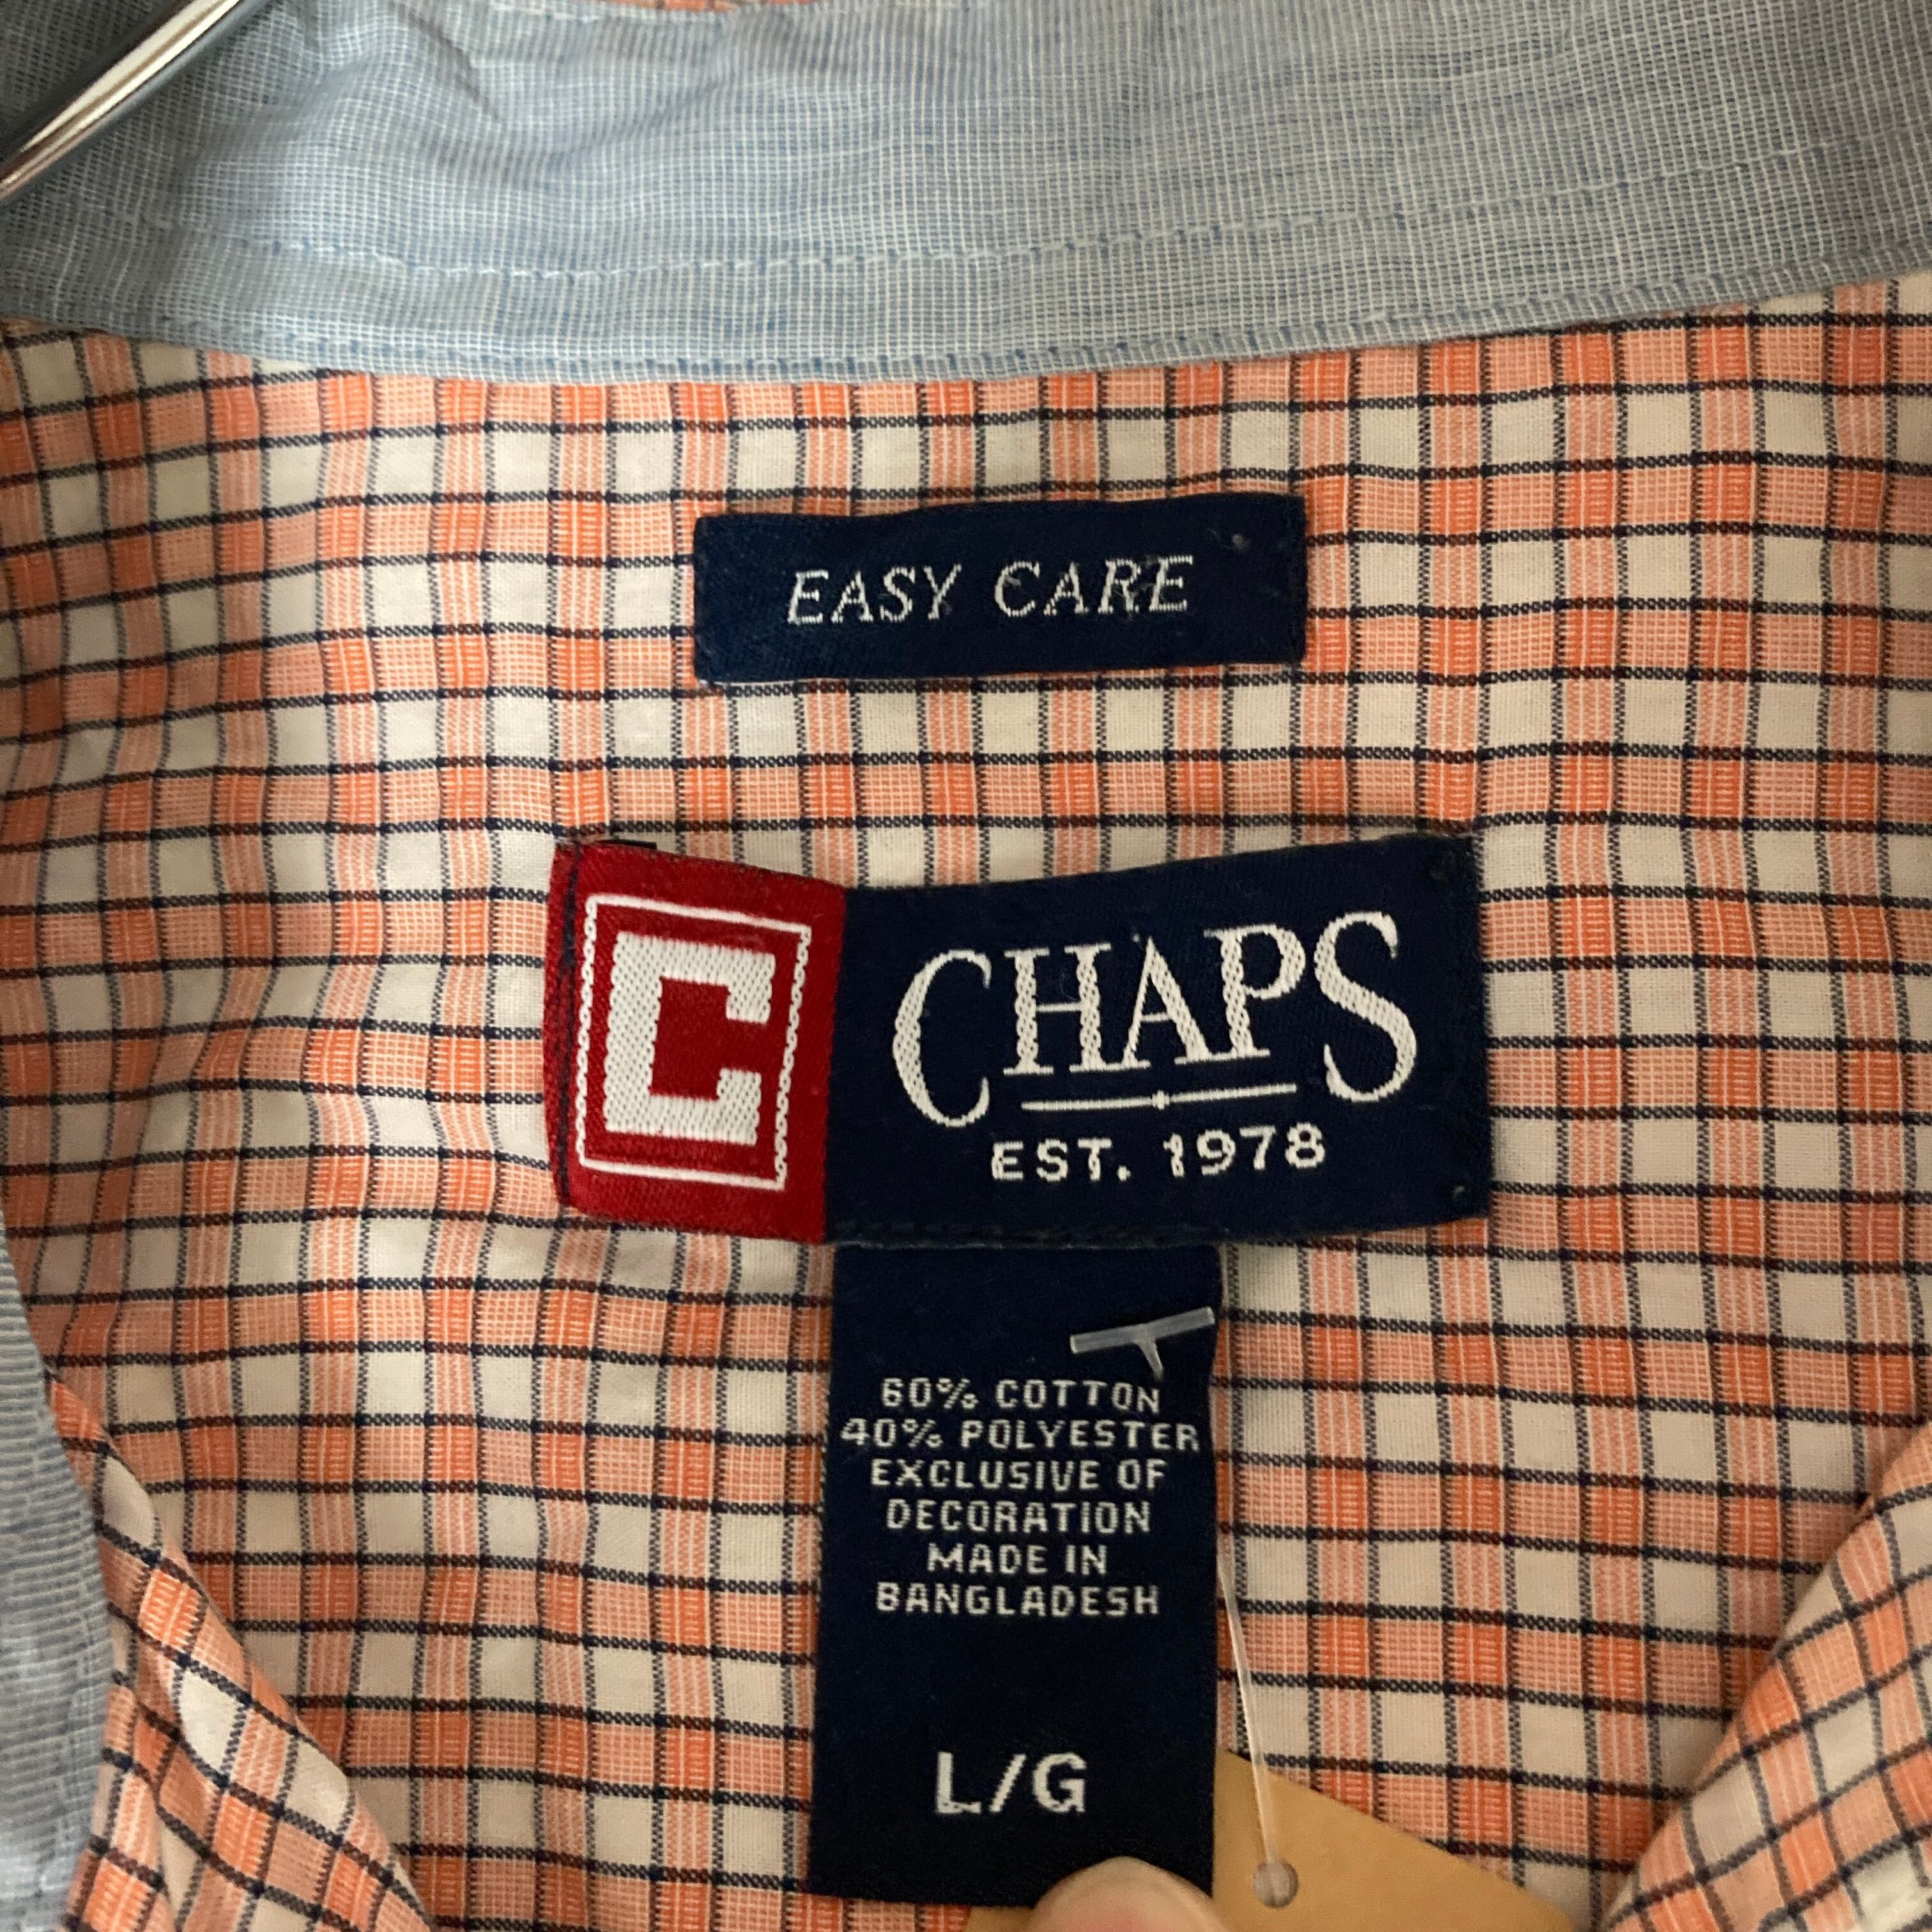 EASY CARE
C CHAPS
EST. 1978
60% COTTON
40% POLYESTER
EXCLUSIVE OF
DECORATION
MADE IN
BANGLADESH
L/G